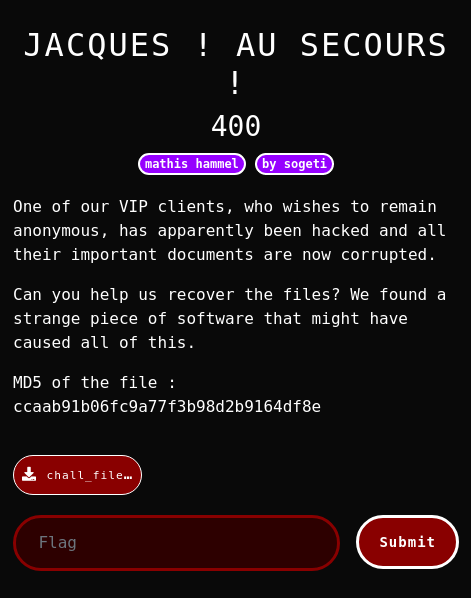 JACQUES ! AU SECOURS
!
400
mathis hammel by sogeti
One of our VIP clients, who wishes to remain
anonymous, has apparently been hacked and all
their important documents are now corrupted.
Can you help us recover the files? We found a
strange piece of software that might have
caused all of this.
MD5 of the file :
ccaab91b06fc9a77f3b98d2b9164df8e
chall_file…
Flag
Submit